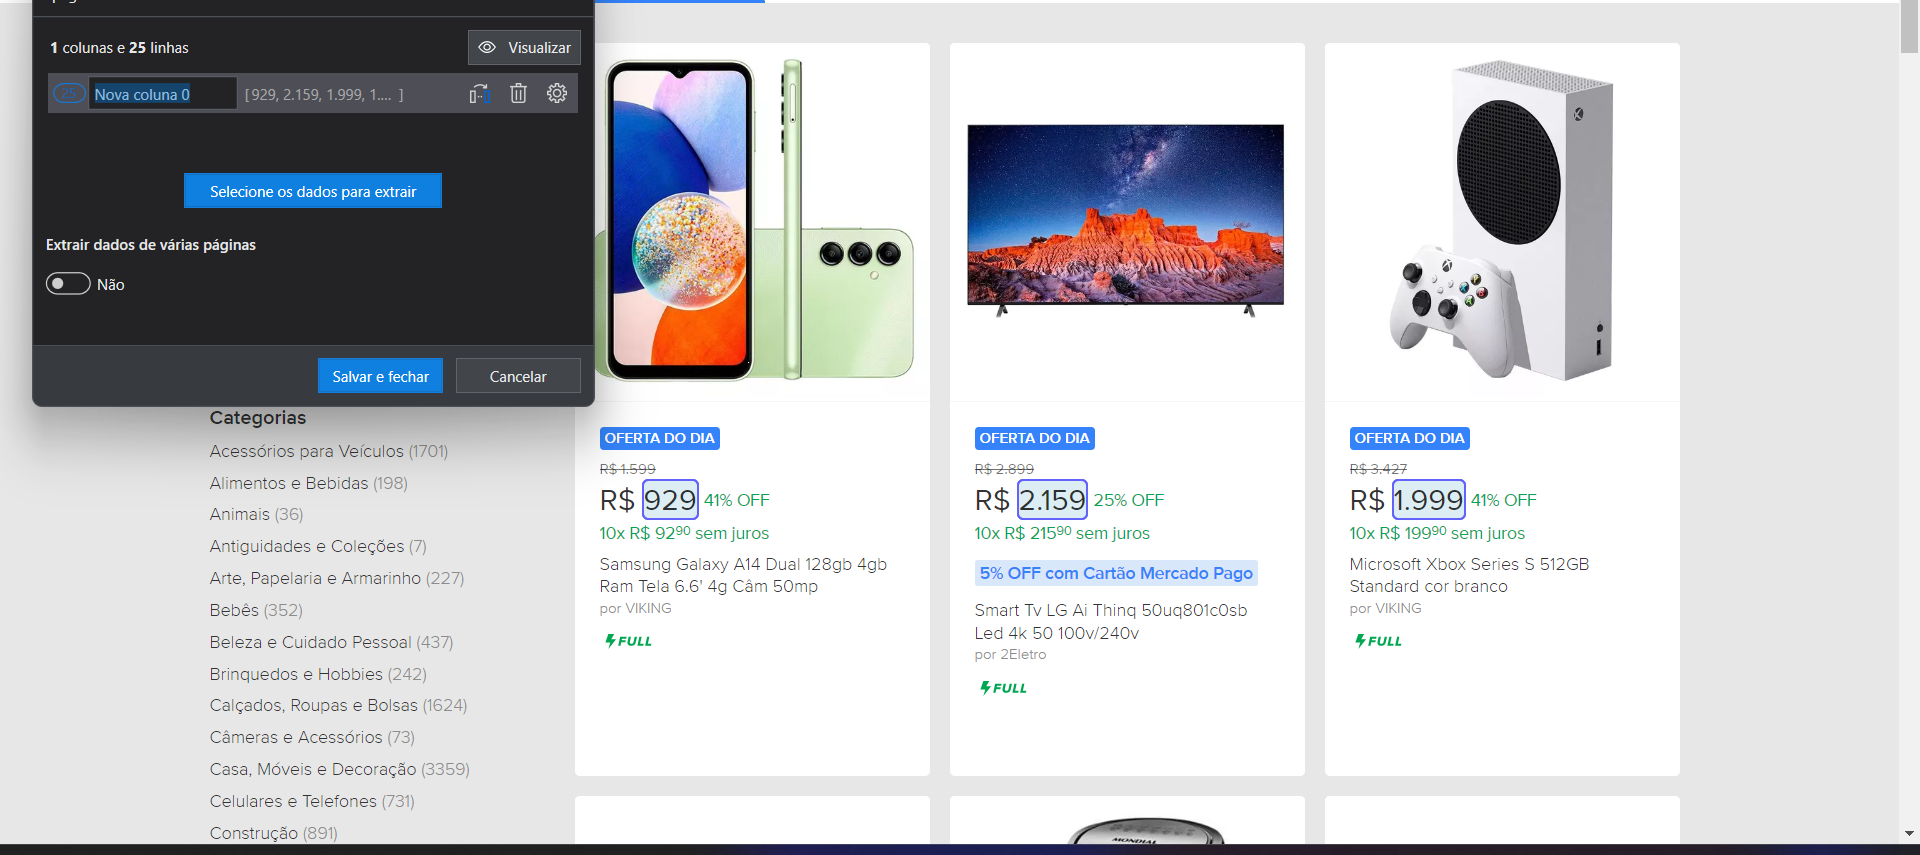 1 colunas e 25 linhas
Visualizar
25
Nova coluna 0
[ 929, 2.159, 1.999, 1.... ]
Selecione os dados para extrair
Extrair dados de várias páginas
Não
Salvar e fechar
Cancelar
Categorias
Acessórios para Veículos (1701)
Alimentos e Bebidas (198)
Animais (36)
Antiguidades e Coleções (7)
Arte, Papelaria e Armarinho (227)
Bebês (352)
Beleza e Cuidado Pessoal (437)
Brinquedos e Hobbies (242)
Calçados, Roupas e Bolsas (1624)
Câmeras e Acessórios (73)
Casa, Móveis e Decoração (3359)
Celulares e Telefones (731)
Construção (891)
OFERTA DO DIA
R$ 1.599
R$ 929 41% OFF
10x R$ 92⁹⁰ sem juros
Samsung Galaxy A14 Dual 128gb 4gb
Ram Tela 6.6' 4g Câm 50mp
por VIKING
FULL
OFERTA DO DIA
R$ 2.899
R$ 2.159 25% OFF
10x R$ 215⁹⁰ sem juros
5% OFF com Cartão Mercado Pago
Smart Tv LG Ai Thinq 50uq801c0sb
Led 4k 50 100v/240v
por 2Eletro
FULL
OFERTA DO DIA
R$ 3.427
R$ 1.999 41% OFF
10x R$ 199⁹⁰ sem juros
Microsoft Xbox Series S 512GB
Standard cor branco
por VIKING
FULL
MONDIAL